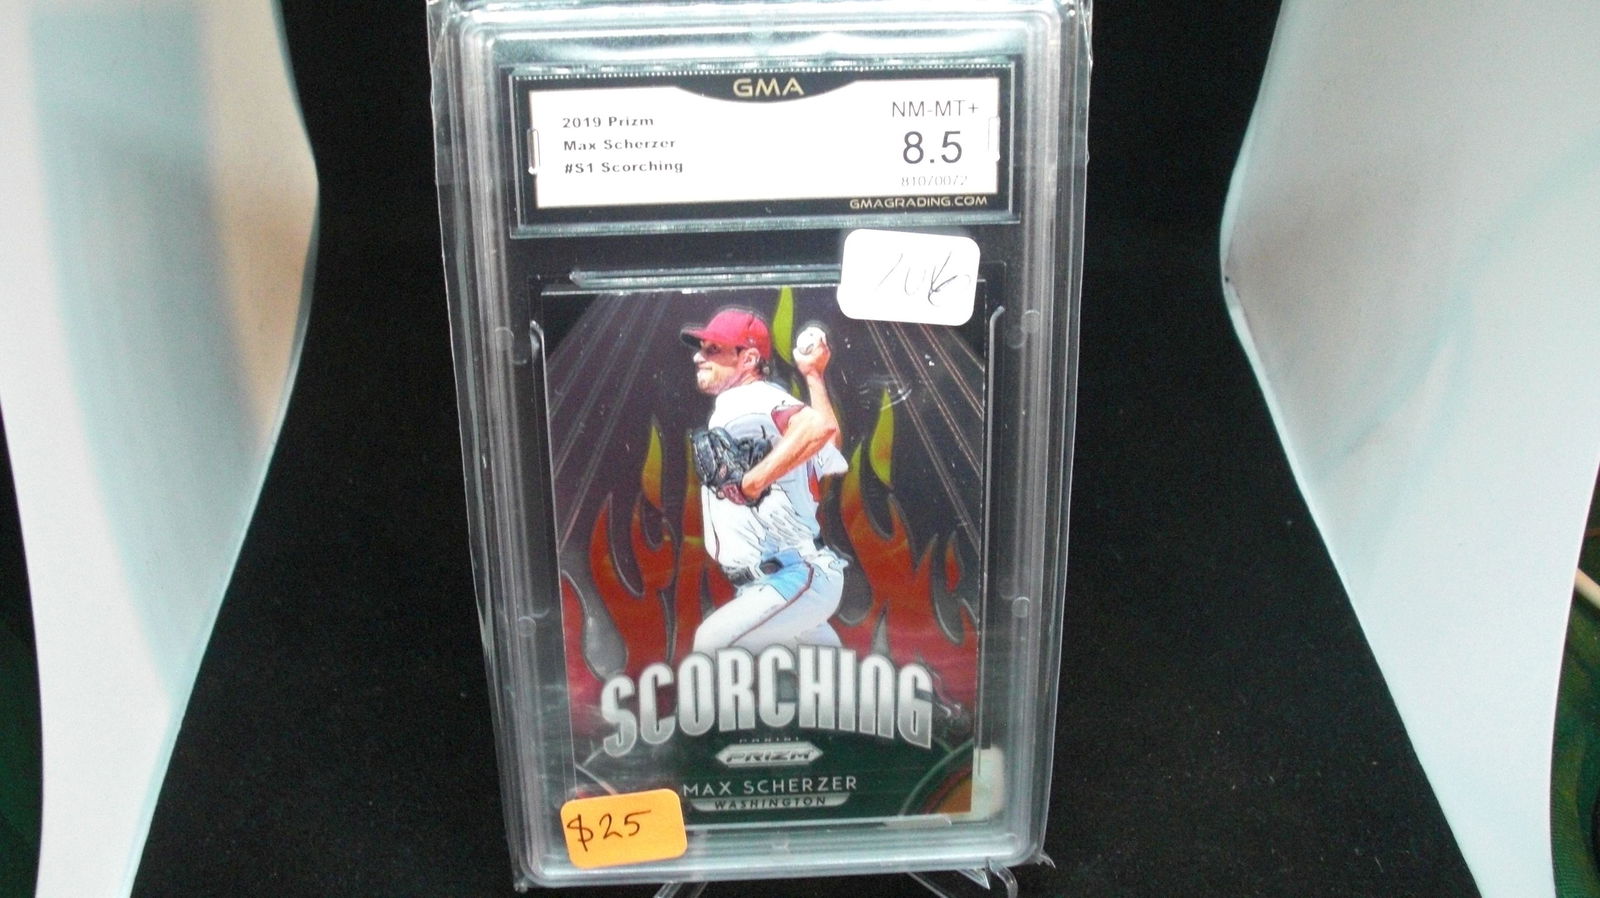 GMA
2019 Prizm
Max Scherzer
#S1 Scorching
NM-MT+
8.5
81070072
GMAGRADING.COM
SCORCHING
PANINI
PRIZM
MAX SCHERZER
WASHINGTON
$25